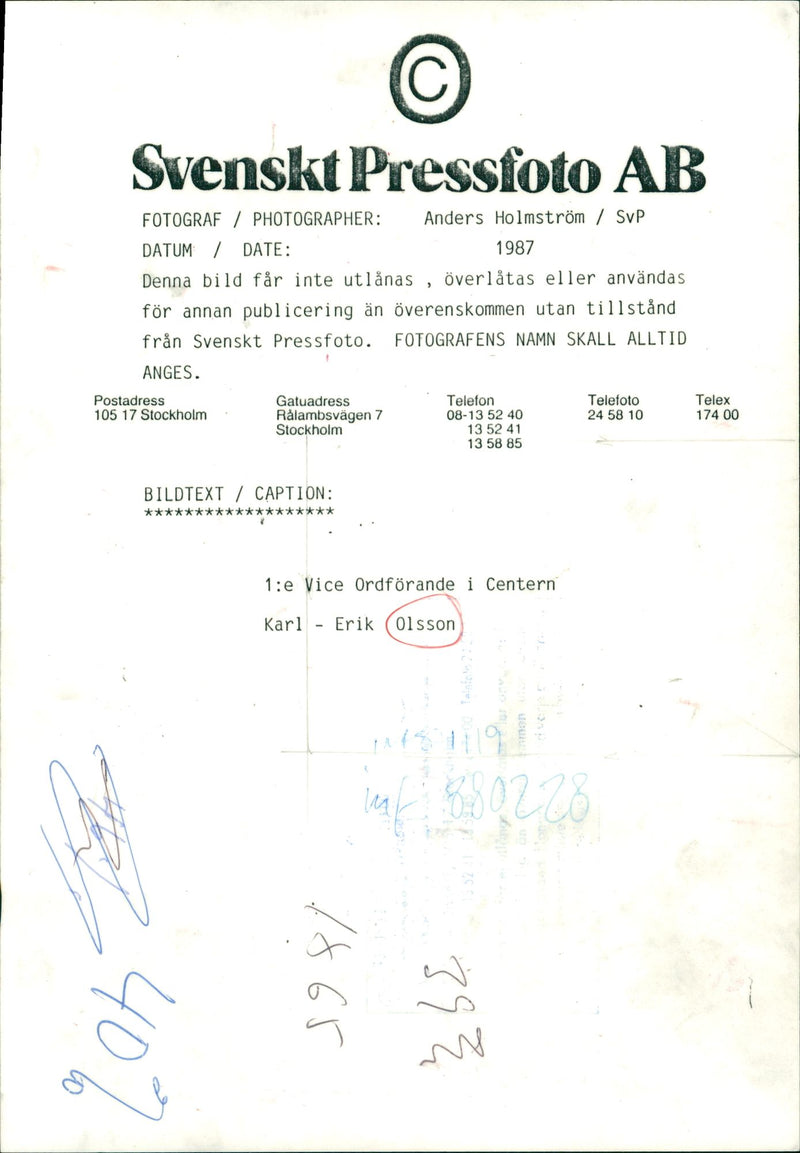 ©
Svenskt Pressfoto AB
FOTOGRAF / PHOTOGRAPHER: Anders Holmström / SvP
DATUM / DATE: 1987
Denna bild får inte utlånas , överlåtas eller användas
för annan publicering än överenskommen utan tillstånd
från Svenskt Pressfoto. FOTOGRAFENS NAMN SKALL ALLTID
ANGES.
Postadress
105 17 Stockholm
Gatuadress
Rålambsvägen 7
Stockholm
Telefon
08-13 52 40
13 52 41
13 58 85
Telefoto
24 58 10
Telex
174 00
BILDTEXT / CAPTION:
*******************
1:e Vice Ordförande i Centern
Karl - Erik Olsson
inf 880228
40%